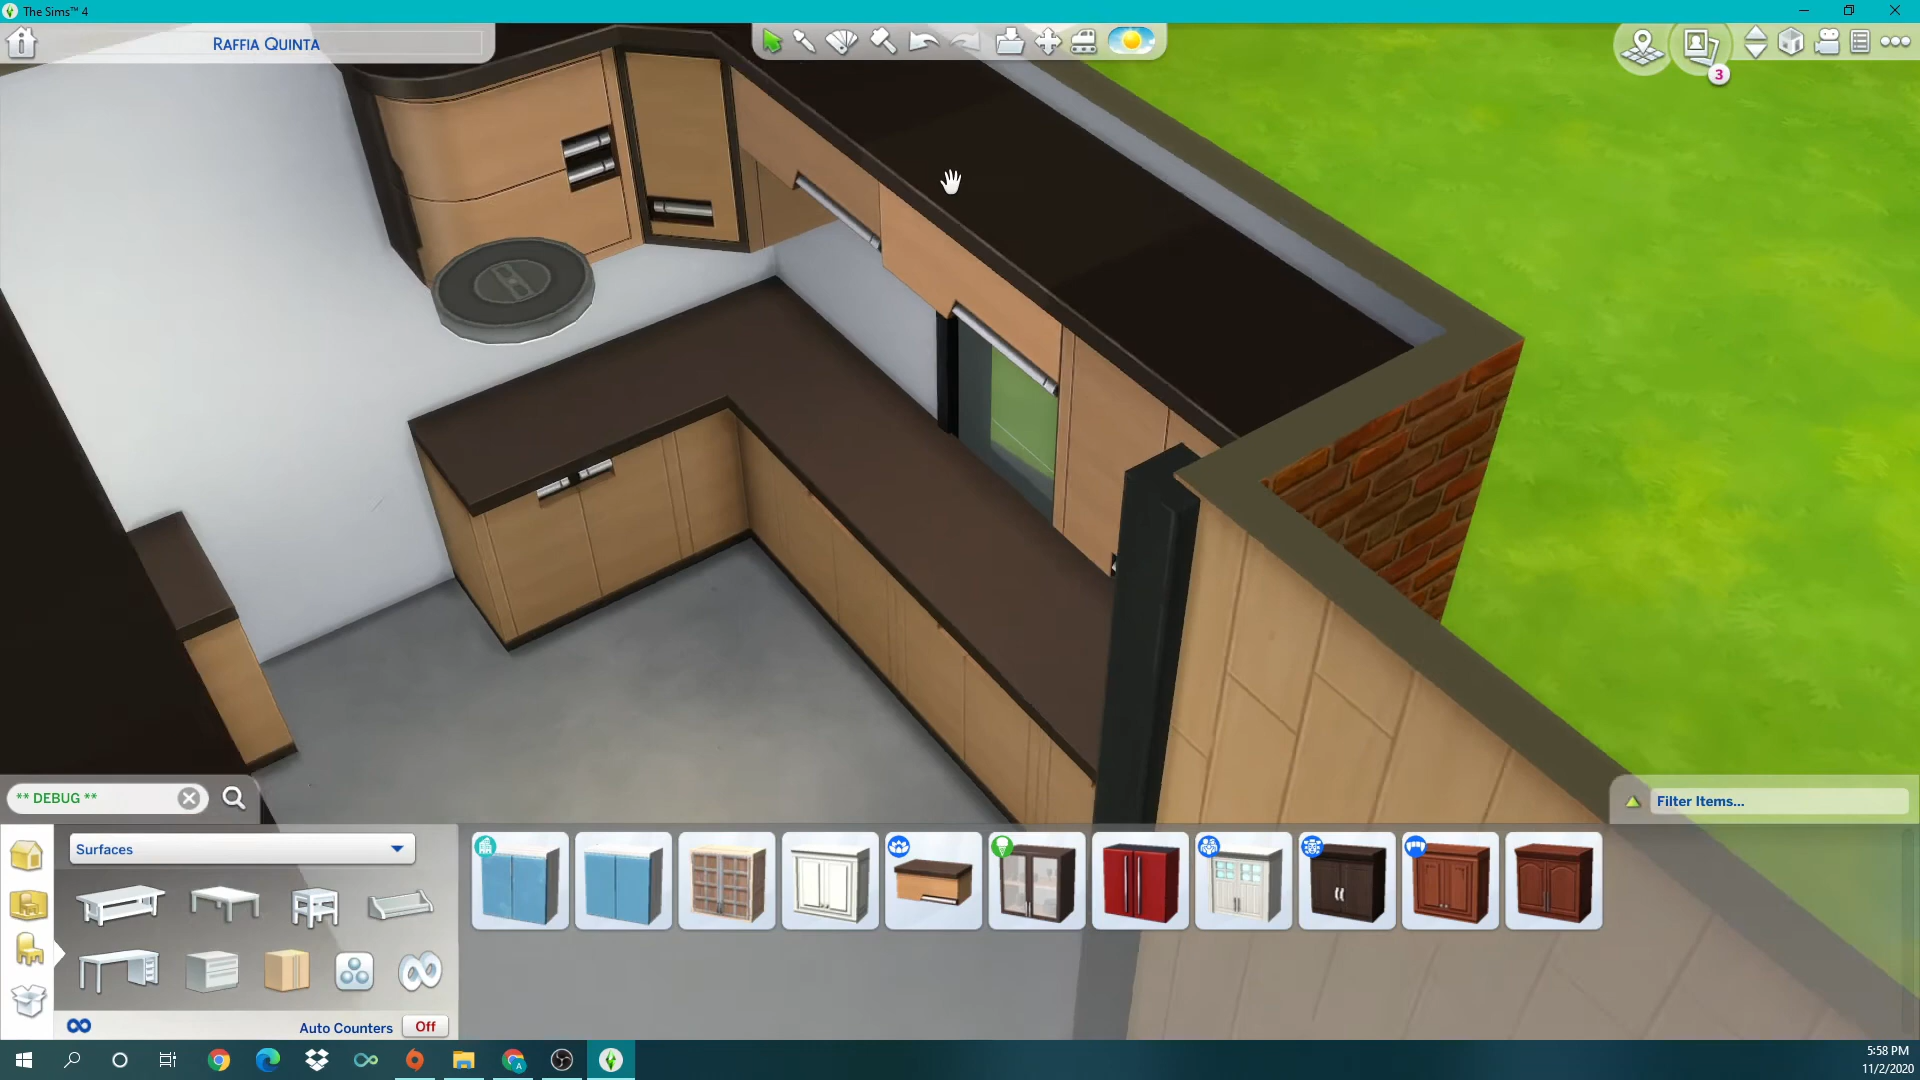 The Sims™ 4
Raffia Quinta
3
** DEBUG **
Filter Items...
Surfaces
Auto Counters Off
5:58 PM
11/2/2020